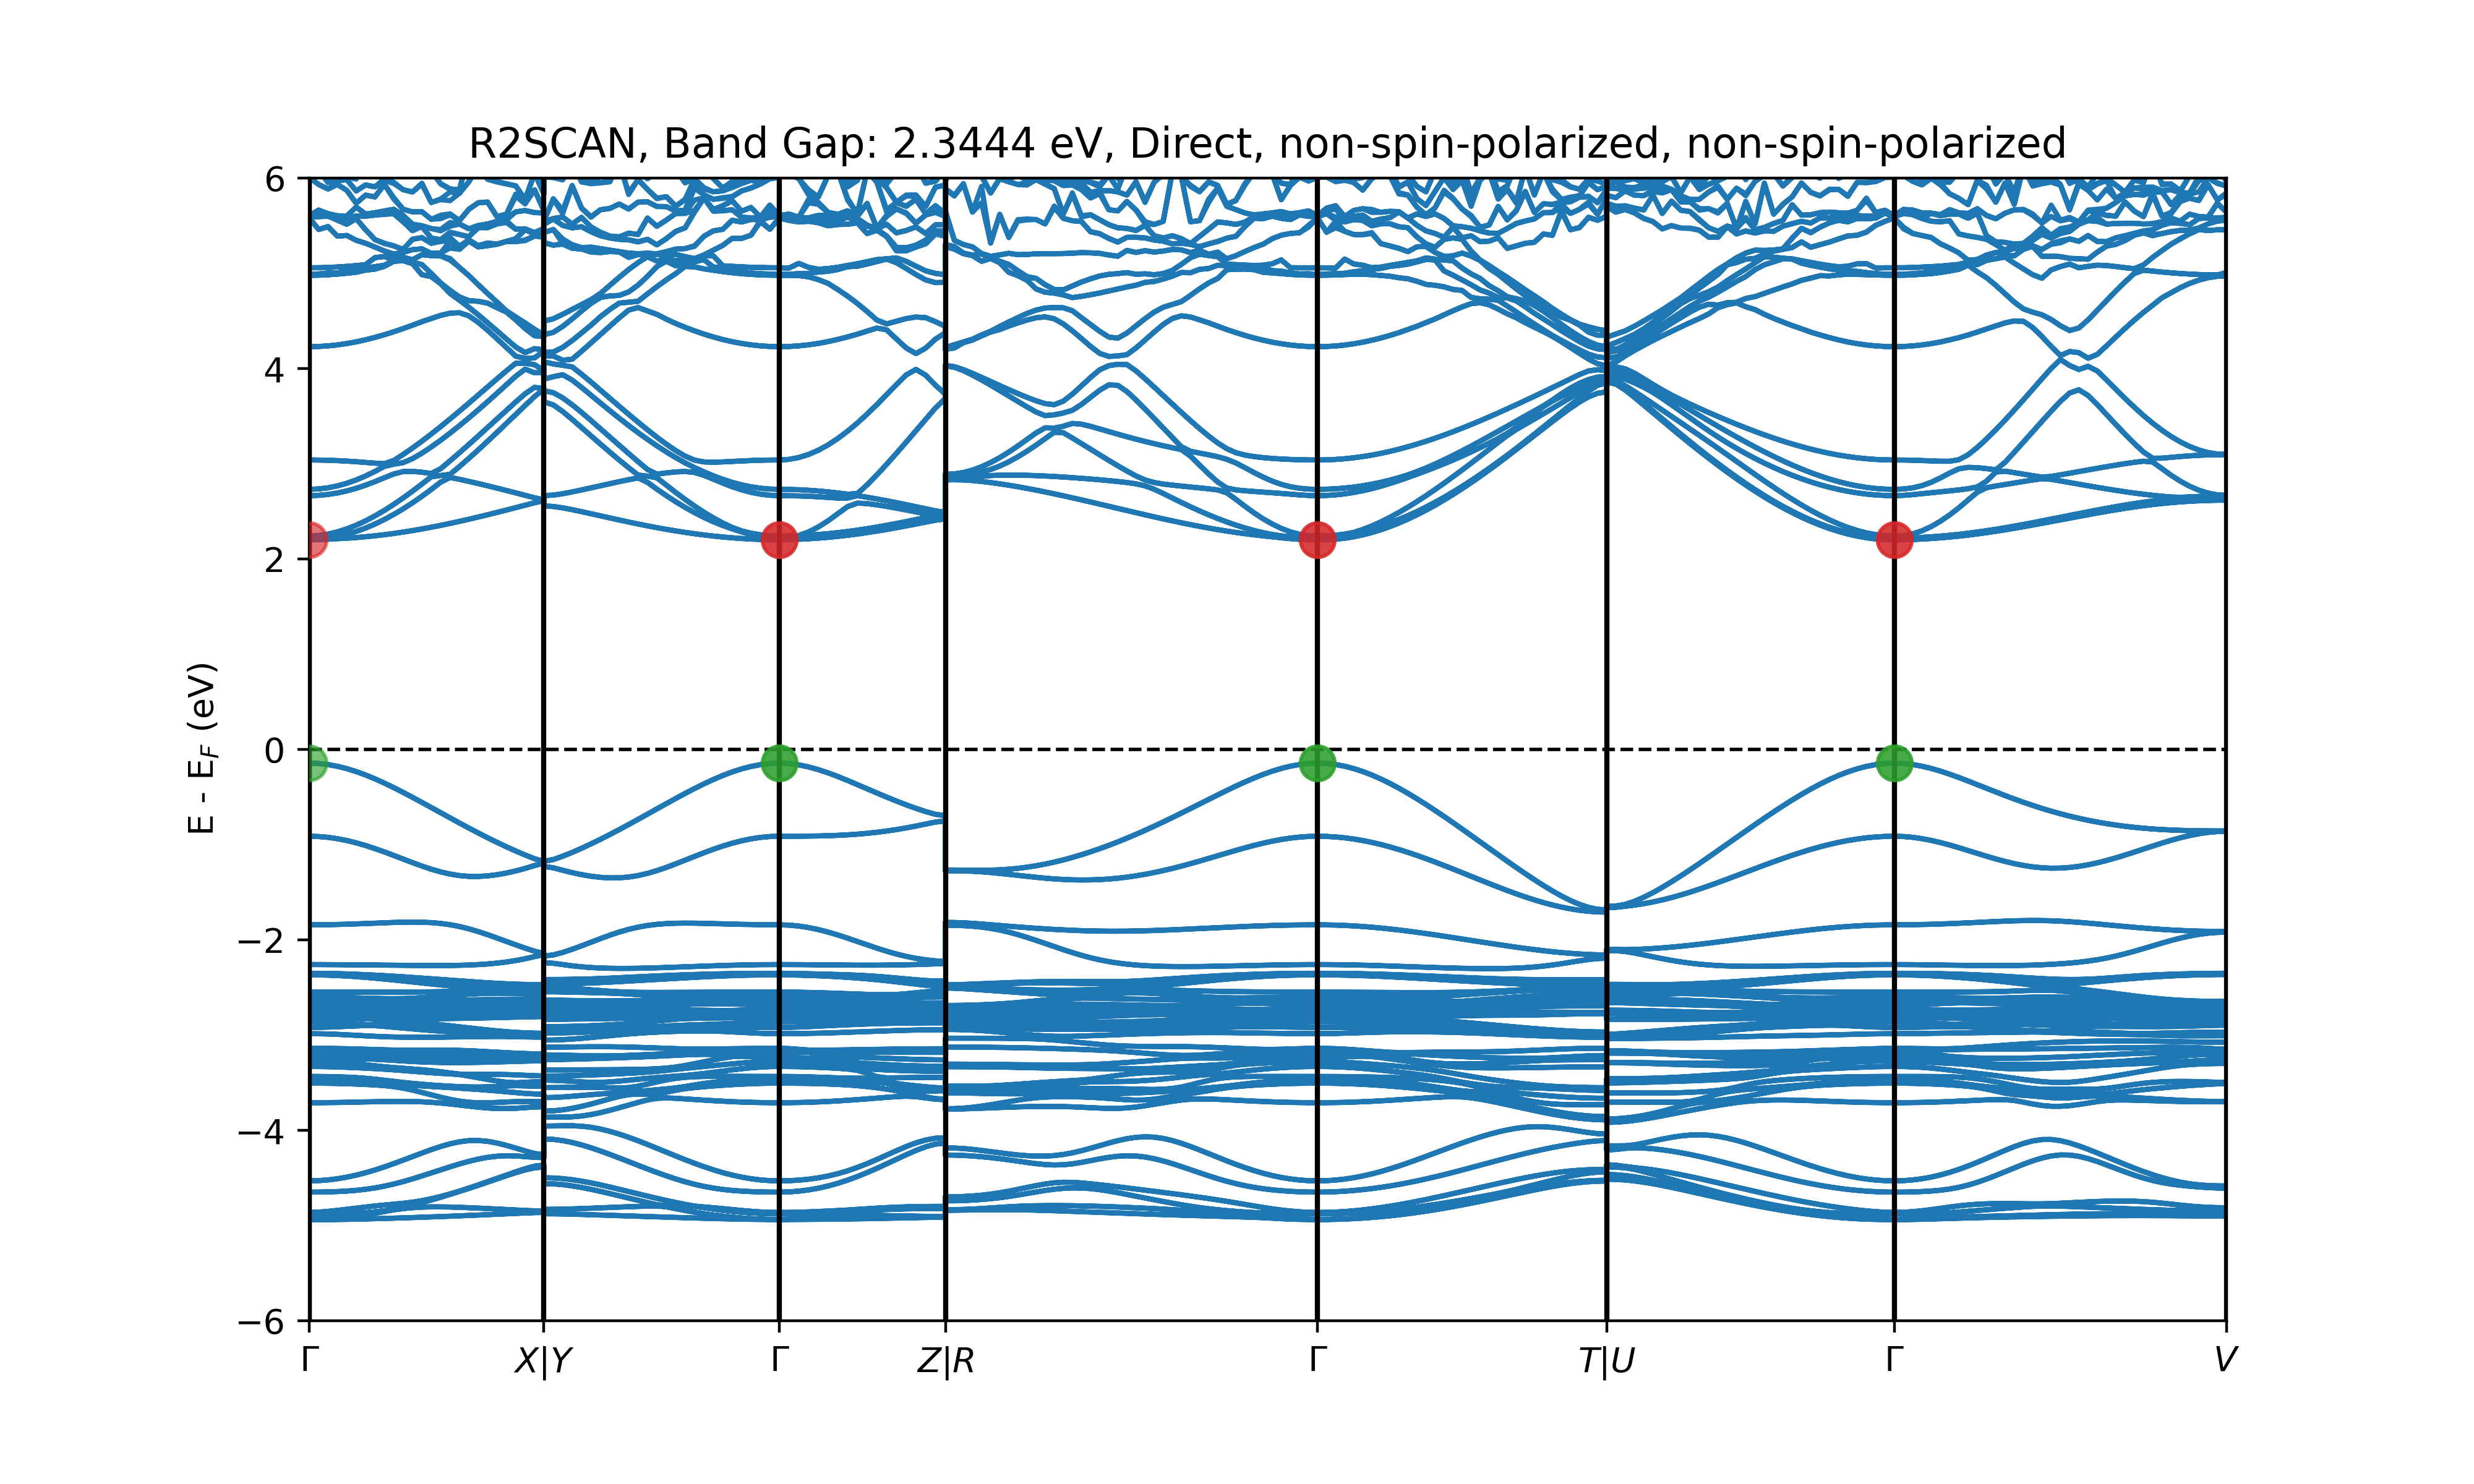 R2SCAN, Band Gap: 2.3444 eV, Direct, non-spin-polarized, non-spin-polarized
6
4
2
0
−2
−4
−6
E - E_F (eV)
Γ X|Y Γ Z|R Γ T|U Γ V